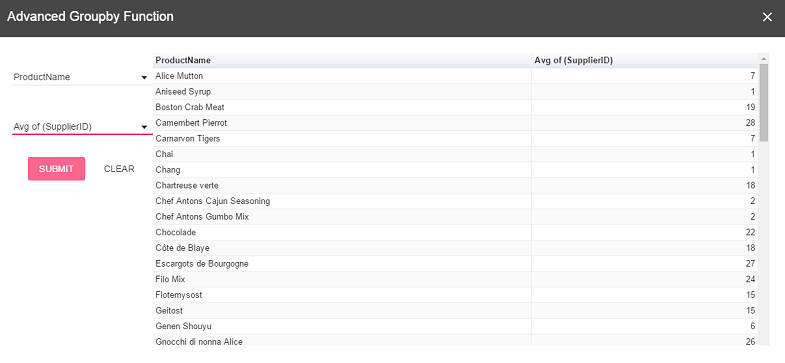 Advanced Groupby Function
ProductName
Avg of (SupplierID)
SUBMIT CLEAR
ProductName Avg of (SupplierID)
Alice Mutton 7
Aniseed Syrup 1
Boston Crab Meat 19
Camembert Pierrot 28
Carnarvon Tigers 7
Chai 1
Chang 1
Chartreuse verte 18
Chef Antons Cajun Seasoning 2
Chef Antons Gumbo Mix 2
Chocolade 22
Côte de Blaye 18
Escargots de Bourgogne 27
Filo Mix 24
Flotemysost 15
Geitost 15
Genen Shouyu 6
Gnocchi di nonna Alice 26